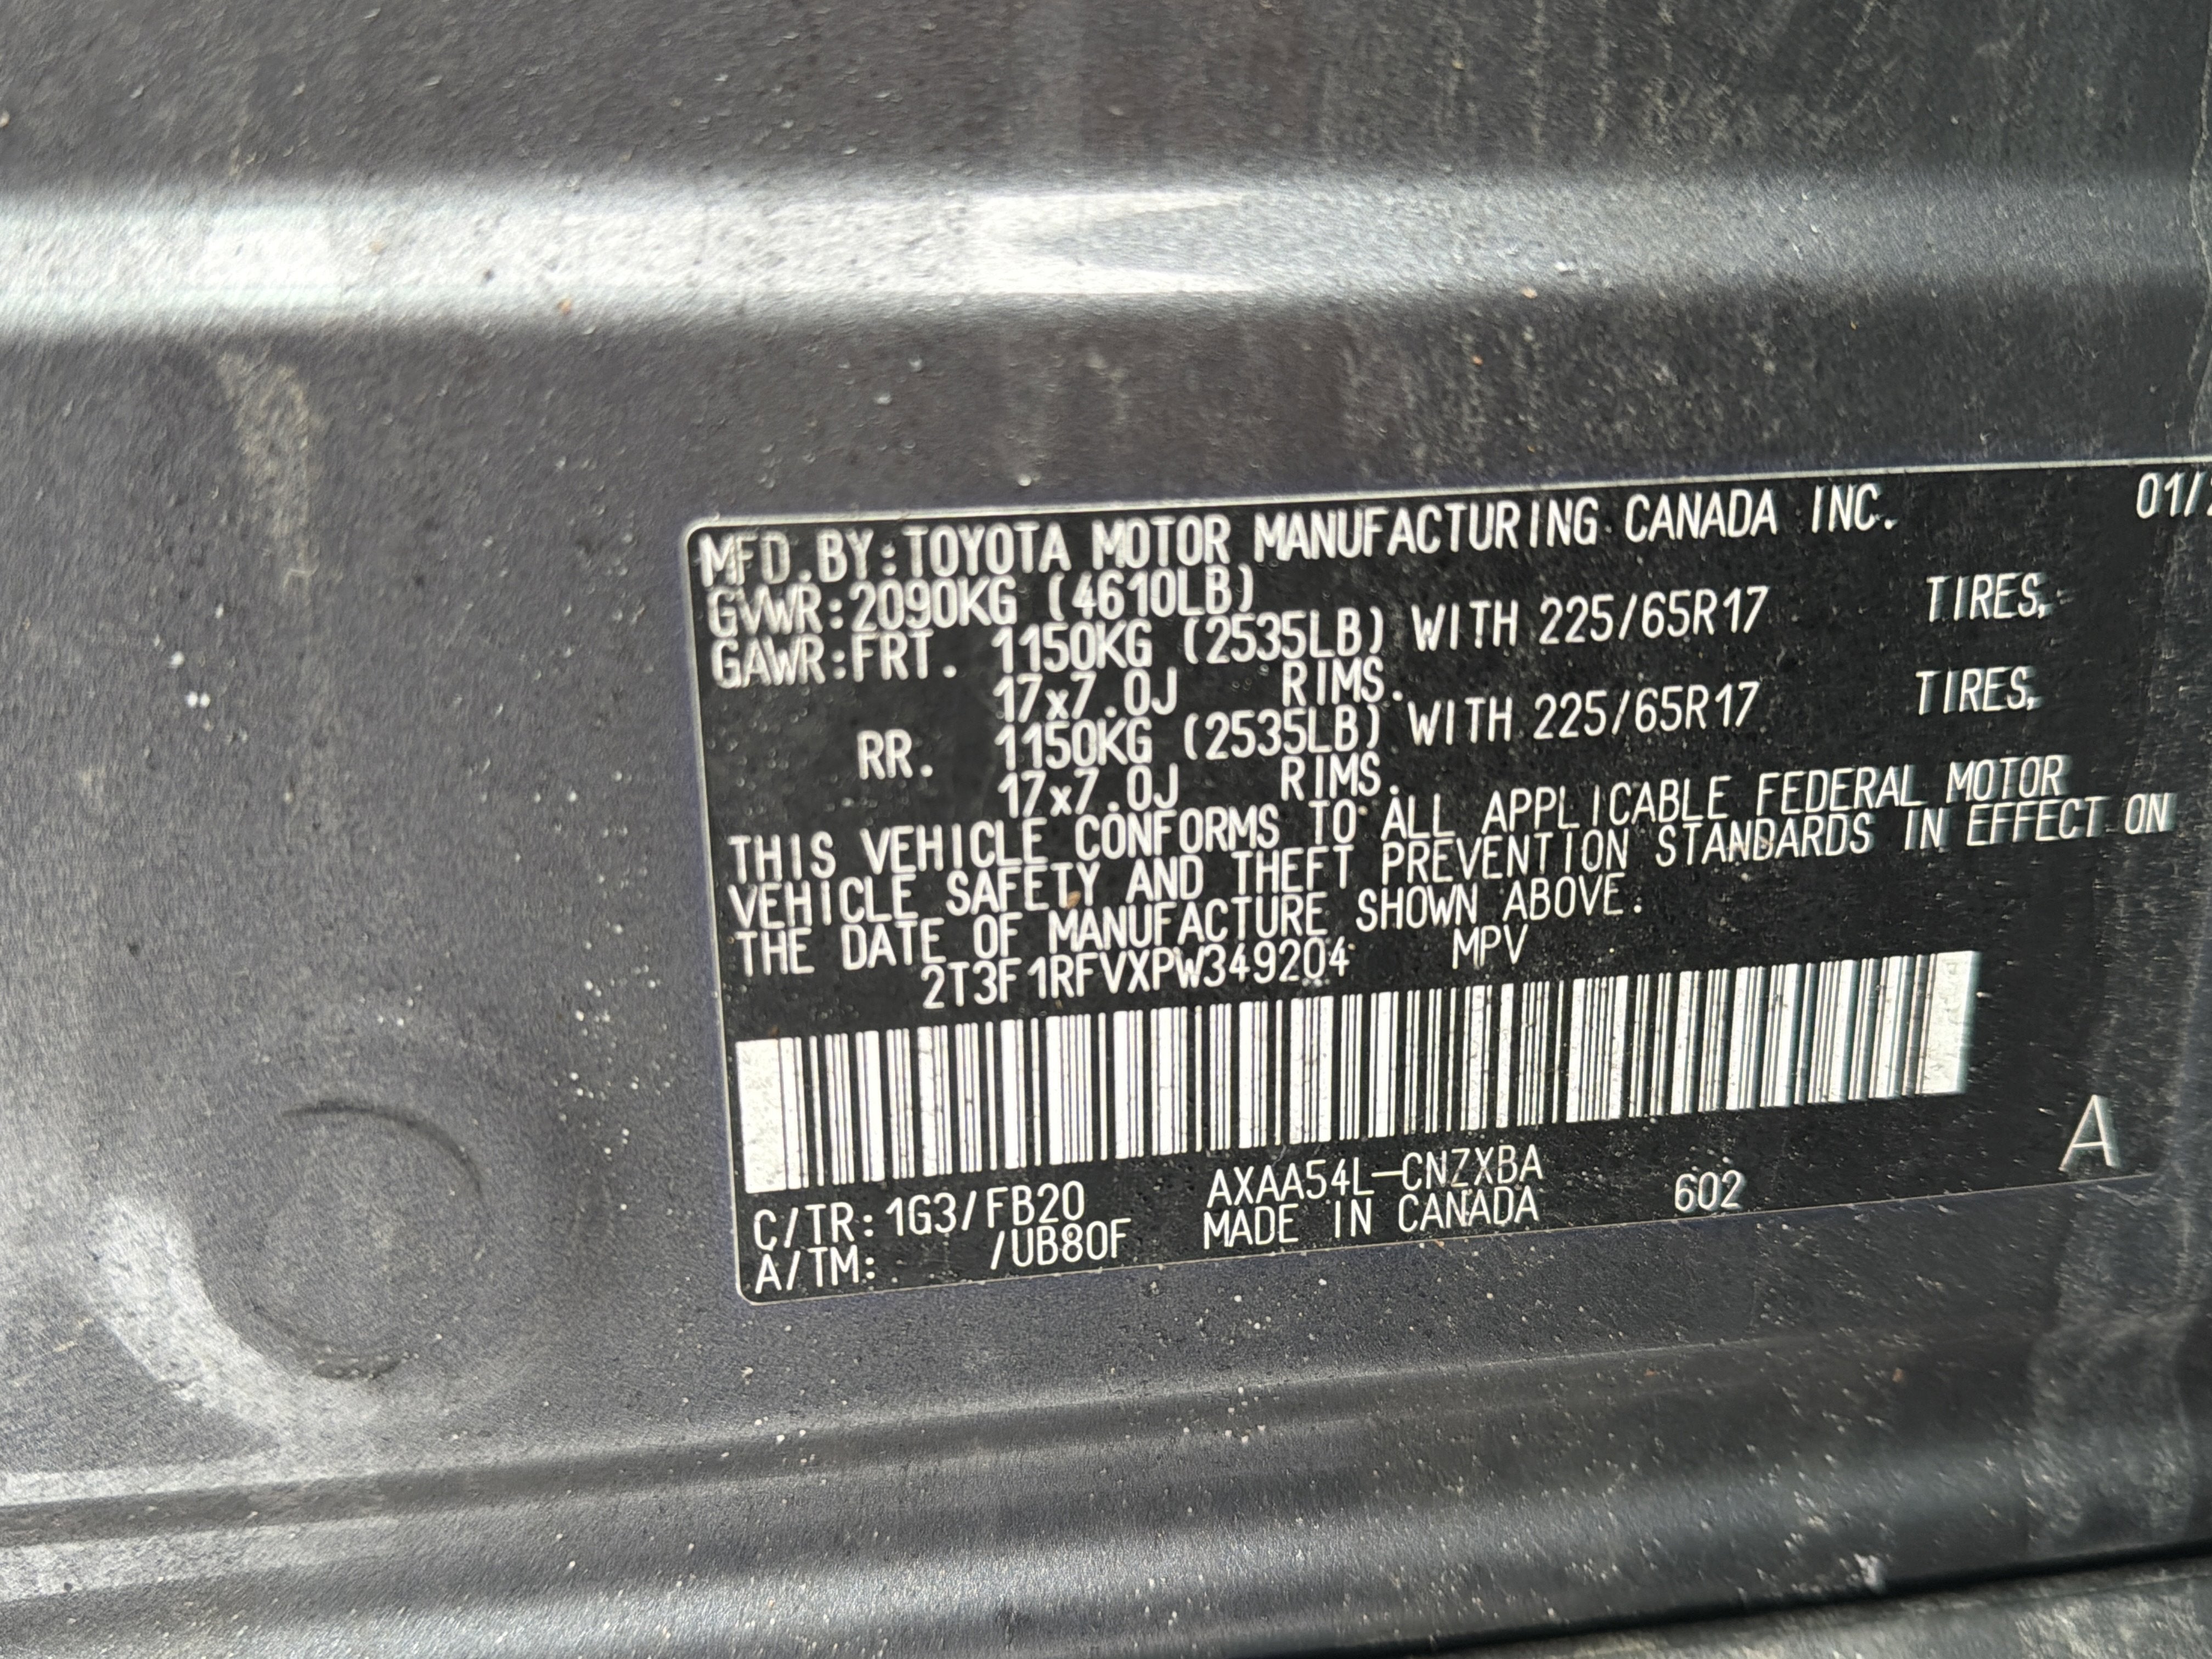 MFD.BY:TOYOTA MOTOR MANUFACTURING CANADA INC. 01/
GVWR:2090KG (4610LB)
GAWR:FRT. 1150KG (2535LB) WITH 225/65R17 TIRES,
17x7.0J RIMS.
RR. 1150KG (2535LB) WITH 225/65R17 TIRES,
17x7.0J RIMS.
THIS VEHICLE CONFORMS TO ALL APPLICABLE FEDERAL MOTOR
VEHICLE SAFETY AND THEFT PREVENTION STANDARDS IN EFFECT ON
THE DATE OF MANUFACTURE SHOWN ABOVE.
2T3F1RFVXPW349204 MPV
A
C/TR:1G3/FB20 AXAA54L-CNZXBA
A/TM: /UB80F MADE IN CANADA 602